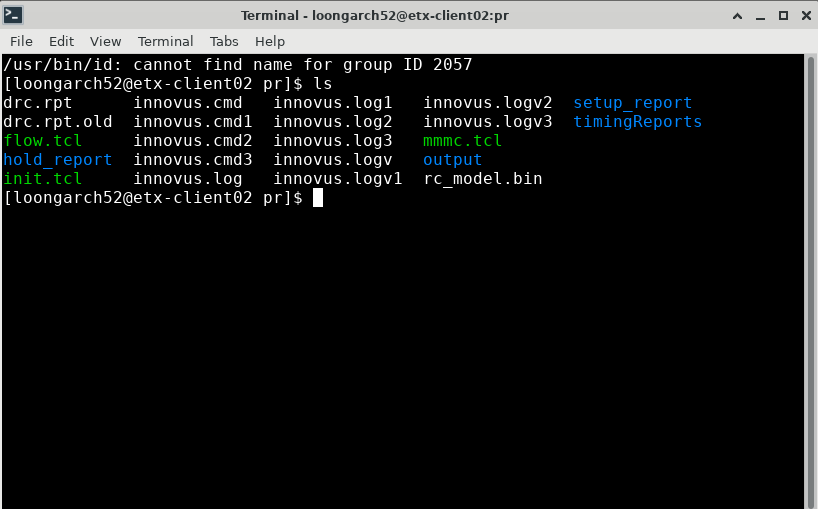 Terminal - loongarch52@etx-client02:pr
File Edit View Terminal Tabs Help
/usr/bin/id: cannot find name for group ID 2057
[loongarch52@etx-client02 pr]$ ls
drc.rpt innovus.cmd innovus.log1 innovus.logv2 setup_report
drc.rpt.old innovus.cmd1 innovus.log2 innovus.logv3 timingReports
flow.tcl innovus.cmd2 innovus.log3 mmmc.tcl
hold_report innovus.cmd3 innovus.logv output
init.tcl innovus.log innovus.logv1 rc_model.bin
[loongarch52@etx-client02 pr]$